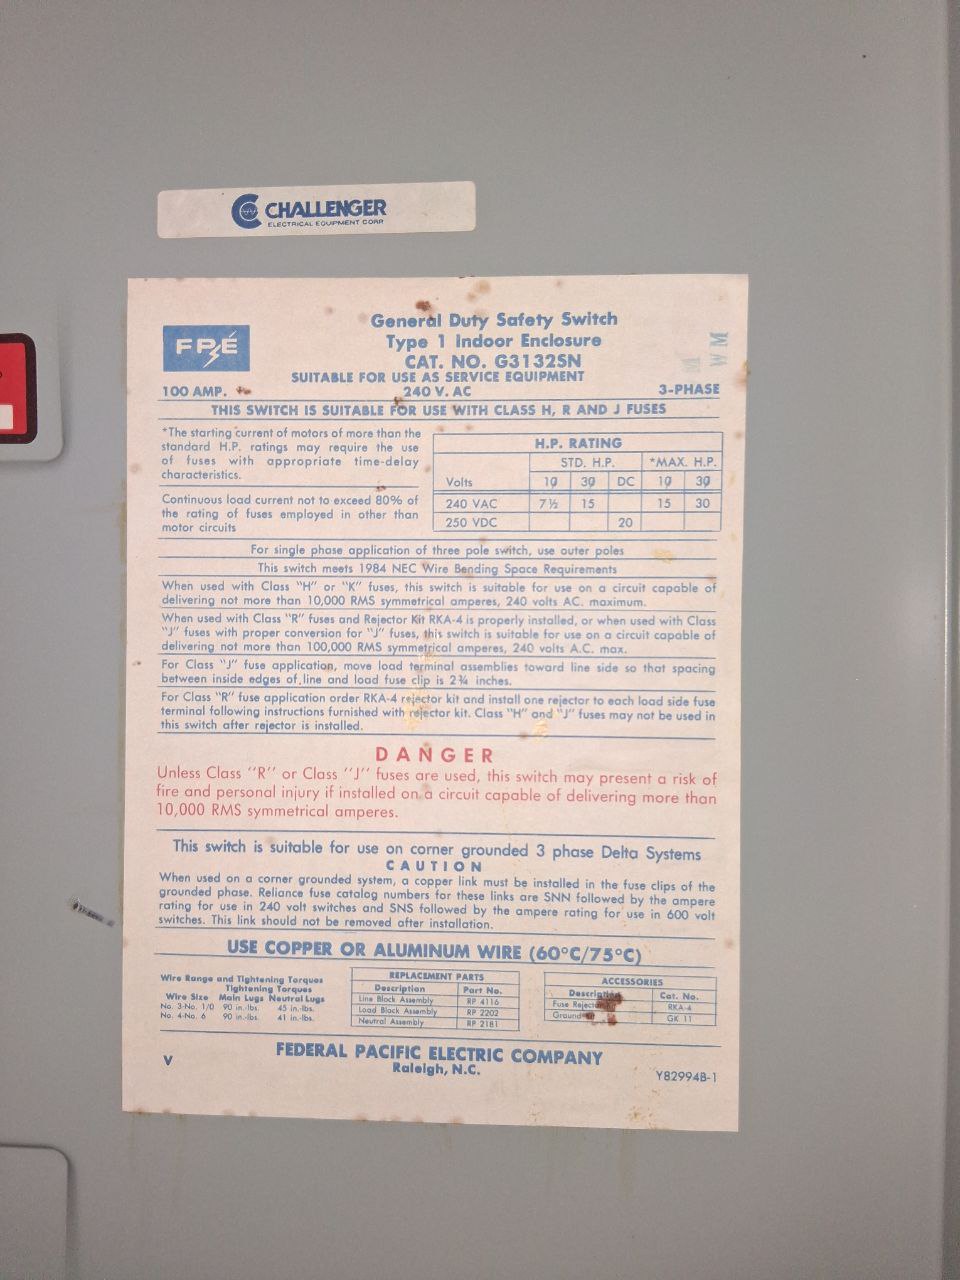 CHALLENGER
ELECTRICAL EQUIPMENT CORP
FPE
General Duty Safety Switch
Type 1 Indoor Enclosure
CAT. NO. G3132SN
SUITABLE FOR USE AS SERVICE EQUIPMENT
100 AMP. 240 V. AC 3-PHASE
WM
THIS SWITCH IS SUITABLE FOR USE WITH CLASS H, R AND J FUSES
*The starting current of motors of more than the
standard H.P. ratings may require the use
of fuses with appropriate time-delay
characteristics.
Continuous load current not to exceed 80% of
the rating of fuses employed in other than
motor circuits
H.P. RATING
STD. H.P. *MAX. H.P.
Volts 1φ 3φ DC 1φ 3φ
240 VAC 7½ 15 15 30
250 VDC 20
For single phase application of three pole switch, use outer poles
This switch meets 1984 NEC Wire Bending Space Requirements
When used with Class "H" or "K" fuses, this switch is suitable for use on a circuit capable of
delivering not more than 10,000 RMS symmetrical amperes, 240 volts AC. maximum.
When used with Class "R" fuses and Rejector Kit RKA-4 is properly installed, or when used with Class
"J" fuses with proper conversion for "J" fuses, this switch is suitable for use on a circuit capable of
delivering not more than 100,000 RMS symmetrical amperes, 240 volts A.C. max.
For Class "J" fuse application, move load terminal assemblies toward line side so that spacing
between inside edges of line and load fuse clip is 2¾ inches.
For Class "R" fuse application order RKA-4 rejector kit and install one rejector to each load side fuse
terminal following instructions furnished with rejector kit. Class "H" and "J" fuses may not be used in
this switch after rejector is installed.
DANGER
Unless Class "R" or Class "J" fuses are used, this switch may present a risk of
fire and personal injury if installed on a circuit capable of delivering more than
10,000 RMS symmetrical amperes.
This switch is suitable for use on corner grounded 3 phase Delta Systems
CAUTION
When used on a corner grounded system, a copper link must be installed in the fuse clips of the
grounded phase. Reliance fuse catalog numbers for these links are SNN followed by the ampere
rating for use in 240 volt switches and SNS followed by the ampere rating for use in 600 volt
switches. This link should not be removed after installation.
USE COPPER OR ALUMINUM WIRE (60°C/75°C)
Wire Range and Tightening Torques
Tightening Torques
Wire Size Main Lugs Neutral Lugs
No. 3-No. 1/0 90 in.-lbs. 45 in.-lbs.
No. 4-No. 6 90 in.-lbs. 41 in.-lbs.
REPLACEMENT PARTS
Description Part No.
Line Block Assembly RP 4116
Load Block Assembly RP 2202
Neutral Assembly RP 2181
ACCESSORIES
Description Cat. No.
Fuse Rejector RKA-4
Ground GK 11
FEDERAL PACIFIC ELECTRIC COMPANY
Raleigh, N.C.
V
Y82994B-1